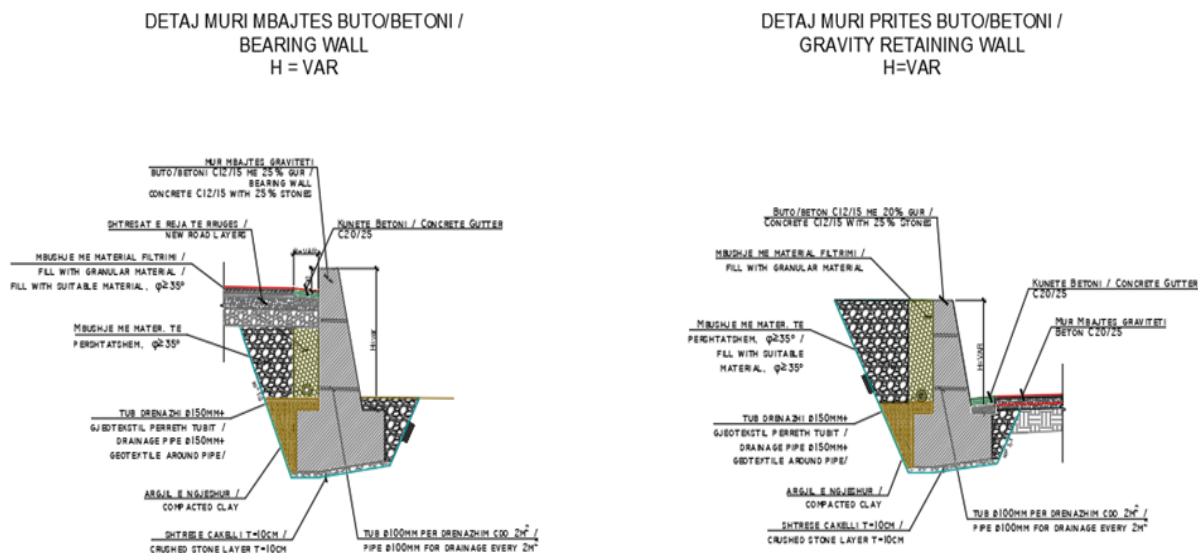 DETAJ MURI MBAJTES BUTO/BETONI /
BEARING WALL
H = VAR
MUR MBAJTES GRAVITETI
BUTO/BETONI C12/15 ME 25% GUR /
BEARING WALL
CONCRETE C12/15 WITH 25% STONES
SHTRESAT E REJA TE RRUGES /
NEW ROAD LAYERS
KUNETE BETONI / CONCRETE GUTTER
C20/25
MBUSHJE ME MATERIAL FILTRIMI /
FILL WITH GRANULAR MATERIAL /
FILL WITH SUITABLE MATERIAL, φ≥35°
MBUSHJE ME MATER. TE
PERSHTATSHEM, φ≥35°
H=VAR
TUB DRENAZHI Ø150MM+
GJEOTEKSTIL PERRETH TUBIT /
DRAINAGE PIPE Ø150MM+
GEOTEXTILE AROUND PIPE/
ARGJIL E NGJESHUR /
COMPACTED CLAY
SHTRESE CAKELLI T=10CM /
CRUSHED STONE LAYER T=10CM
TUB Ø100MM PER DRENAZHIM CDO 2M² /
PIPE Ø100MM FOR DRAINAGE EVERY 2M²
DETAJ MURI PRITES BUTO/BETONI /
GRAVITY RETAINING WALL
H=VAR
BUTO/BETON C12/15 ME 20% GUR /
CONCRETE C12/15 WITH 25% STONES
MBUSHJE ME MATERIAL FILTRIMI /
FILL WITH GRANULAR MATERIAL
KUNETE BETONI / CONCRETE GUTTER
C20/25
MUR MBAJTES GRAVITETI
BETON C20/25
MBUSHJE ME MATER. TE
PERSHTATSHEM, φ≥35° /
FILL WITH SUITABLE
MATERIAL, φ≥35°
H=VAR
TUB DRENAZHI Ø150MM+
GJEOTEKSTIL PERRETH TUBIT /
DRAINAGE PIPE Ø150MM+
GEOTEXTILE AROUND PIPE/
ARGJIL E NGJESHUR /
COMPACTED CLAY
SHTRESE CAKELLI T=10CM /
CRUSHED STONE LAYER T=10CM
TUB Ø100MM PER DRENAZHIM CDO 2M² /
PIPE Ø100MM FOR DRAINAGE EVERY 2M²